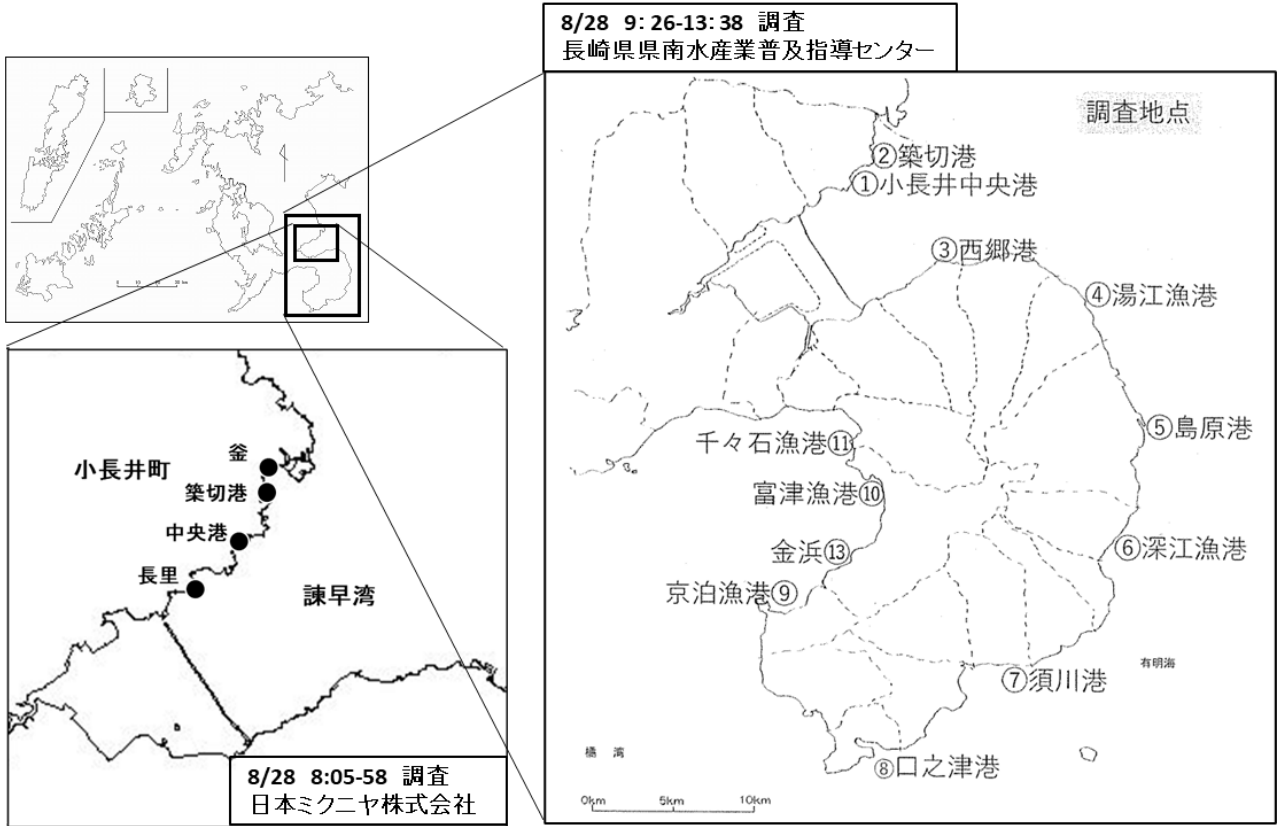 8/28 9:26-13:38 調査
長崎県県南水産業普及指導センター
調査地点
②築切港
①小長井中央港
③西郷港
④湯江漁港
⑤島原港
千々石漁港⑪
富津漁港⑩
⑥深江漁港
金浜⑬
京泊漁港⑨
有明海
⑦須川港
橘 湾
⑧口之津港
0km 5km 10km
釜
小長井町
築切港
中央港
長里
諫早湾
8/28 8:05-58 調査
日本ミクニヤ株式会社